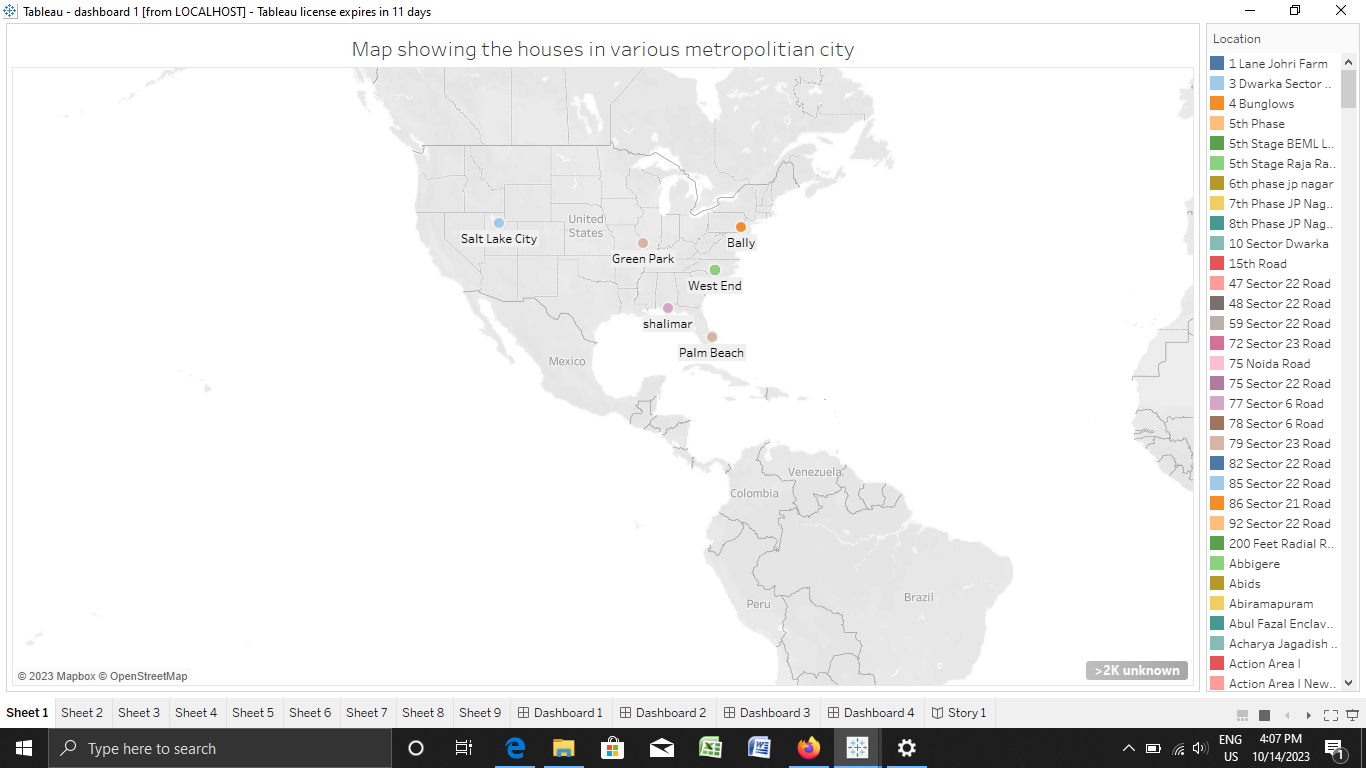 Tableau - dashboard 1 [from LOCALHOST] - Tableau license expires in 11 days
Map showing the houses in various metropolitian city
Location
1 Lane Johri Farm
3 Dwarka Sector ..
4 Bunglows
5th Phase
5th Stage BEML L..
5th Stage Raja Ra..
6th phase jp nagar
7th Phase JP Nag..
8th Phase JP Nag..
10 Sector Dwarka
15th Road
47 Sector 22 Road
48 Sector 22 Road
59 Sector 22 Road
72 Sector 23 Road
75 Noida Road
75 Sector 22 Road
77 Sector 6 Road
78 Sector 6 Road
79 Sector 23 Road
82 Sector 22 Road
85 Sector 22 Road
86 Sector 21 Road
92 Sector 22 Road
200 Feet Radial R..
Abbigere
Abids
Abiramapuram
Abul Fazal Enclav..
Acharya Jagadish ..
Action Area I
Action Area I New..
United
States
Salt Lake City
Bally
Green Park
West End
shalimar
Palm Beach
Mexico
Venezuela
Colombia
Brazil
Peru
© 2023 Mapbox © OpenStreetMap
>2K unknown
Sheet 1 Sheet 2 Sheet 3 Sheet 4 Sheet 5 Sheet 6 Sheet 7 Sheet 8 Sheet 9 Dashboard 1 Dashboard 2 Dashboard 3 Dashboard 4 Story 1
Type here to search
ENG
US
4:07 PM
10/14/2023
1